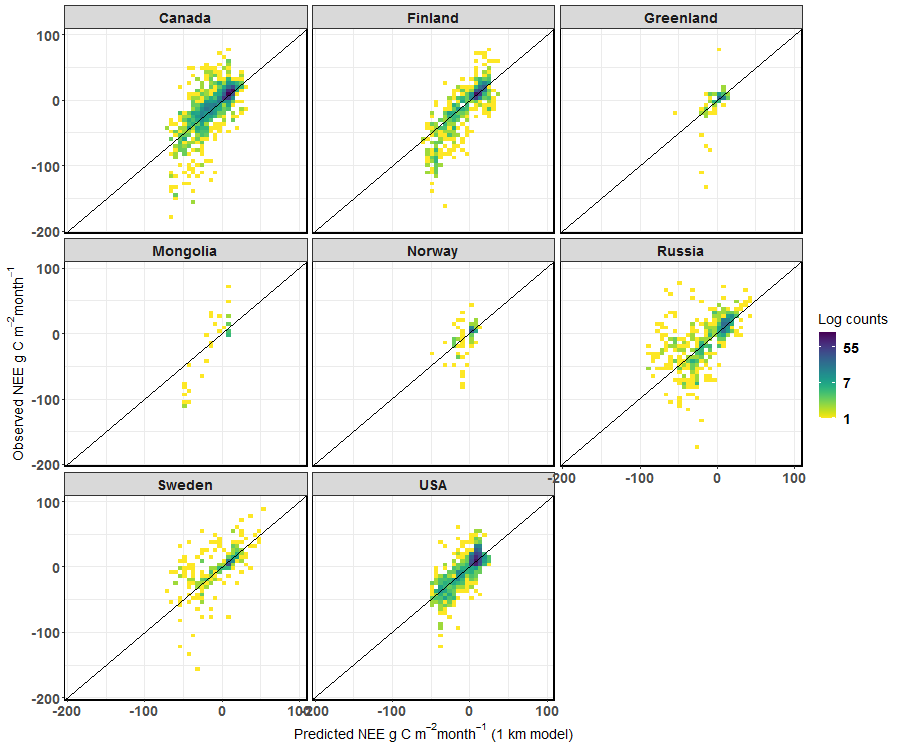 Canada
Finland
Greenland
100
0
-100
-200
Mongolia
Norway
Russia
100
0
-100
-200
-200
-100
0
100
Sweden
USA
100
0
-100
-200
-200
-100
0
100
-200
-100
0
100
Observed NEE g C m−2 month−1
Predicted NEE g C m−2month−1 (1 km model)
Log counts
55
7
1